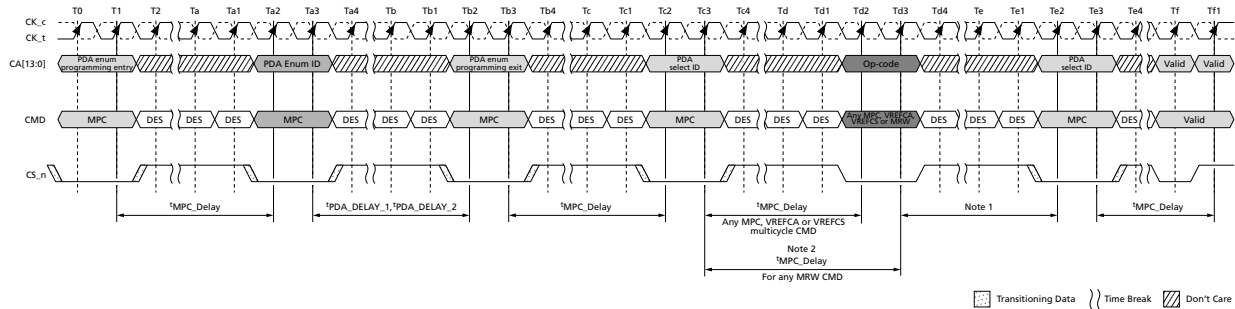 T0 T1 T2 Ta Ta1 Ta2 Ta3 Ta4 Tb Tb1 Tb2 Tb3 Tb4 Tc Tc1 Tc2 Tc3 Tc4 Td Td1 Td2 Td3 Td4 Te Te1 Te2 Te3 Te4 Tf Tf1
CK_c
CK_t
CA[13:0]
PDA enum
programming entry
PDA Enum ID
PDA enum
programming exit
PDA
select ID
Op-code
PDA
select ID
Valid
Valid
CMD MPC DES DES DES MPC DES DES DES MPC DES DES DES MPC DES DES DES
Any MPC, VREFCA,
VREFCS or MRW
DES DES DES MPC DES Valid
CS_n
tMPC_Delay tPDA_DELAY_1,tPDA_DELAY_2 tMPC_Delay tMPC_Delay Note 1 tMPC_Delay
Any MPC, VREFCA or VREFCS
multicycle CMD
Note 2
tMPC_Delay
For any MRW CMD
Transitioning Data Time Break Don't Care